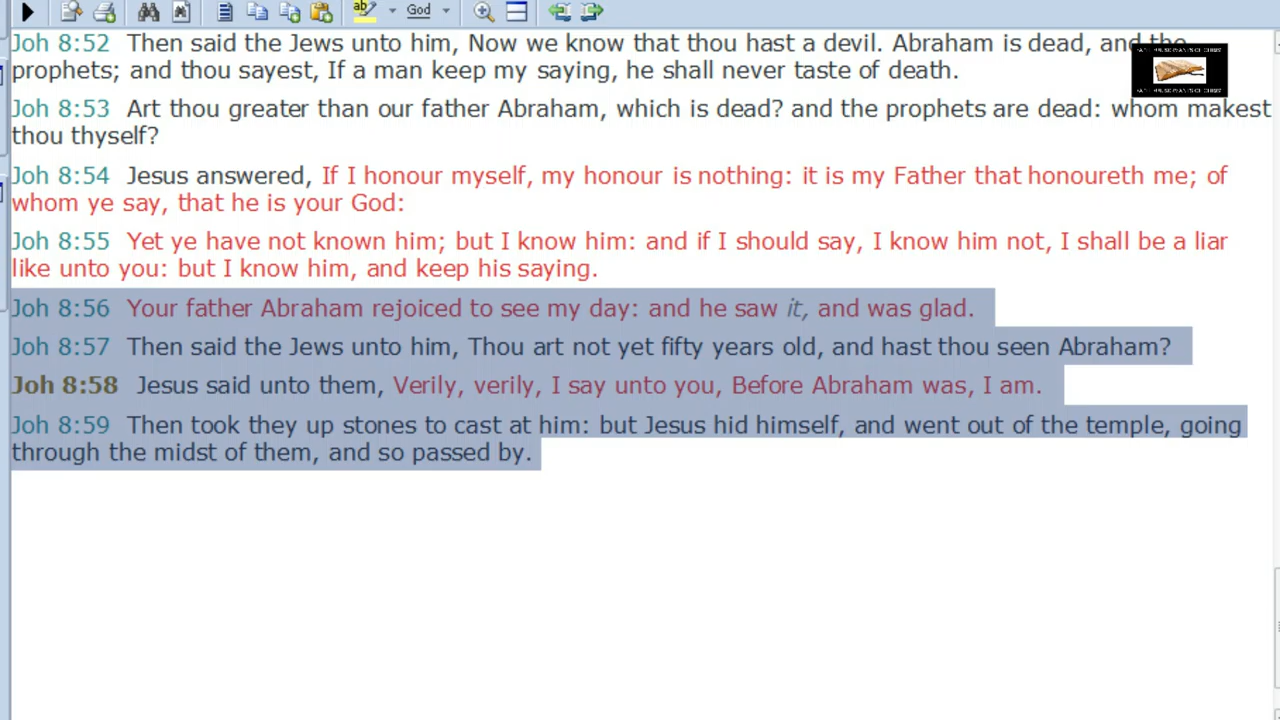 God
Joh 8:52 Then said the Jews unto him, Now we know that thou hast a devil. Abraham is dead, and the
prophets; and thou sayest, If a man keep my saying, he shall never taste of death.
Joh 8:53 Art thou greater than our father Abraham, which is dead? and the prophets are dead: whom makest
thou thyself?
Joh 8:54 Jesus answered, If I honour myself, my honour is nothing: it is my Father that honoureth me; of
whom ye say, that he is your God:
Joh 8:55 Yet ye have not known him; but I know him: and if I should say, I know him not, I shall be a liar
like unto you: but I know him, and keep his saying.
Joh 8:56 Your father Abraham rejoiced to see my day: and he saw it, and was glad.
Joh 8:57 Then said the Jews unto him, Thou art not yet fifty years old, and hast thou seen Abraham?
Joh 8:58 Jesus said unto them, Verily, verily, I say unto you, Before Abraham was, I am.
Joh 8:59 Then took they up stones to cast at him: but Jesus hid himself, and went out of the temple, going
through the midst of them, and so passed by.